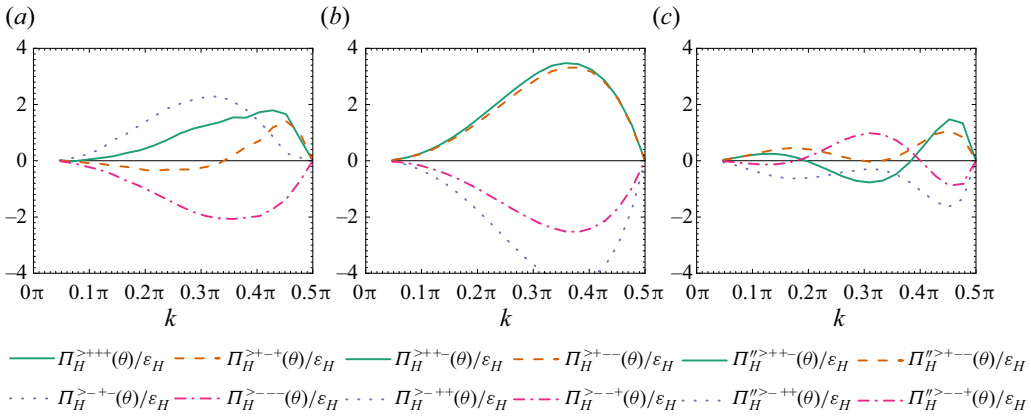 (a) (b) (c)
4 4 4
2 2 2
0 0 0
−2 −2 −2
−4 −4 −4
0π 0.1π 0.2π 0.3π 0.4π 0.5π 0π 0.1π 0.2π 0.3π 0.4π 0.5π 0π 0.1π 0.2π 0.3π 0.4π 0.5π
k k k
Π_H^{>+++}(θ)/ε_H Π_H^{>+-+}(θ)/ε_H Π_H^{>++-}(θ)/ε_H Π_H^{>+--}(θ)/ε_H Π_H^{″>++-}(θ)/ε_H Π_H^{″>+--}(θ)/ε_H
Π_H^{>-+-}(θ)/ε_H Π_H^{>---}(θ)/ε_H Π_H^{>-++}(θ)/ε_H Π_H^{>--+}(θ)/ε_H Π_H^{″>-++}(θ)/ε_H Π_H^{″>--+}(θ)/ε_H